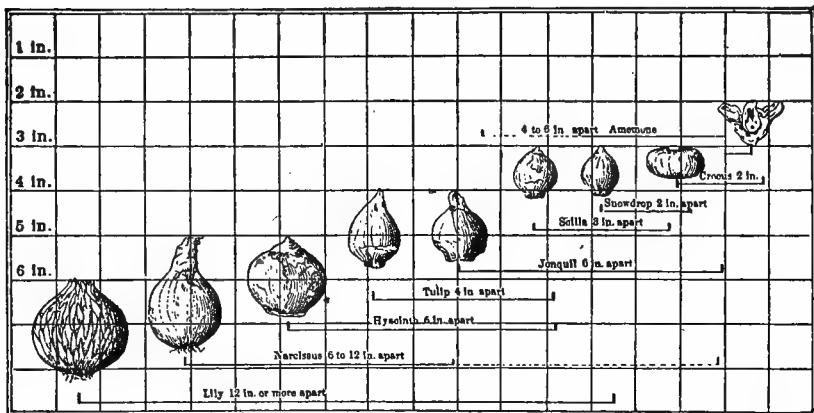 1 in.
2 in.
3 in.
4 to 6 in. apart Amemone
4 in.
Crocus 2 in.
Snowdrop 2 in. apart
Scilla 3 in. apart
5 in.
Jonquil 6 in. apart
6 in.
Tulip 4 in apart
Hyacinth 6 in. apart
Narcissus 6 to 12 in. apart
Lily 12 in. or more apart